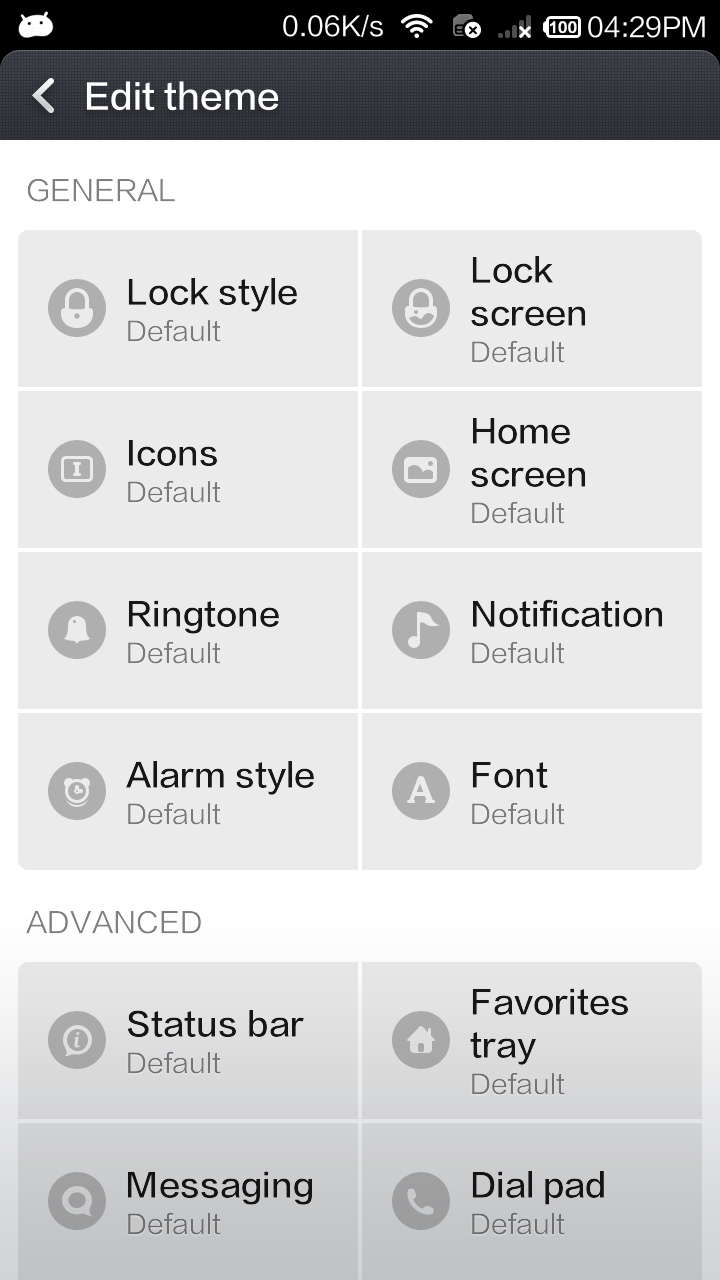 0.06K/s 100 04:29PM
Edit theme
GENERAL
Lock style
Default
Lock
screen
Default
Icons
Default
Home
screen
Default
Ringtone
Default
Notification
Default
Alarm style
Default
Font
Default
ADVANCED
Status bar
Default
Favorites
tray
Default
Messaging
Default
Dial pad
Default